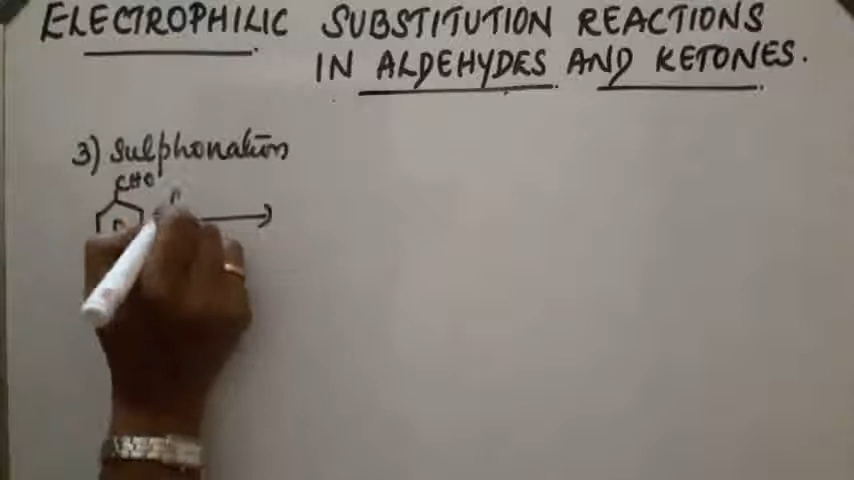 ELECTROPHILIC SUBSTITUTION REACTIONS
IN ALDEHYDES AND KETONES.
3) Sulphonation
CHO